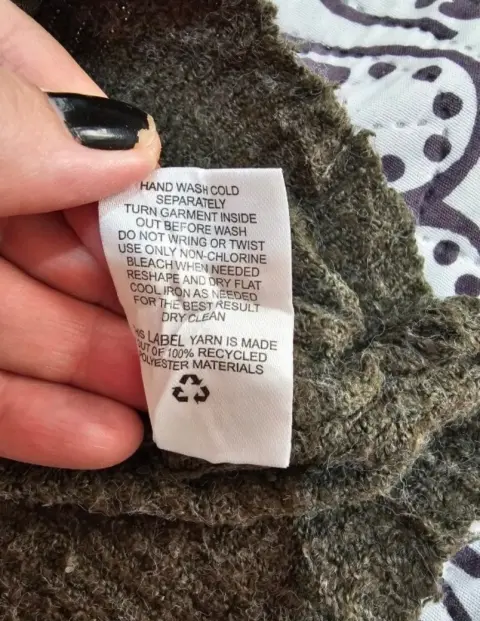 HAND WASH COLD
SEPARATELY
TURN GARMENT INSIDE
OUT BEFORE WASH
DO NOT WRING OR TWIST
USE ONLY NON-CHLORINE
BLEACH WHEN NEEDED
RESHAPE AND DRY FLAT
COOL IRON AS NEEDED
FOR THE BEST RESULT
DRY CLEAN
LABEL YARN IS MADE
OUT OF 100% RECYCLED
POLYESTER MATERIALS